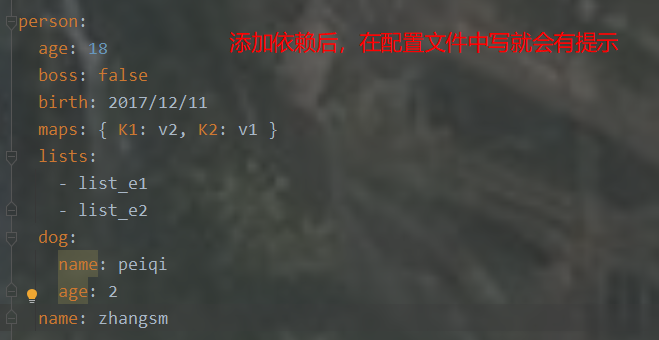 person:
添加依赖后，在配置文件中写就会有提示
age: 18
boss: false
birth: 2017/12/11
maps: { K1: v2, K2: v1 }
lists:
- list_e1
- list_e2
dog:
name: peiqi
age: 2
name: zhangsm